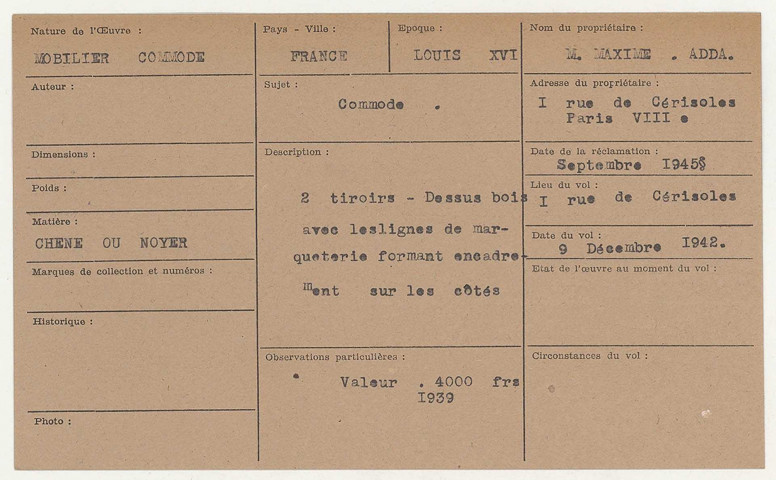 Nature de l'Œuvre :
MOBILIER COMMODE
Auteur :
Dimensions :
Poids :
Matière :
CHENE OU NOYER
Marques de collection et numéros :
Historique :
Photo :
Pays - Ville :
FRANCE
Epoque :
LOUIS XVI
Sujet :
Commode .
Description :
2 tiroirs - Dessus bois
avec leslignes de mar-
queterie formant encadre-
ment sur les côtés
Observations particulières :
Valeur . 4000 frs
I939
Nom du propriétaire :
M. MAXIME . ADDA.
Adresse du propriétaire :
I rue de Cérisoles
Paris VIII e
Date de la réclamation :
Septembre I945
Lieu du vol :
I rue de Cérisoles
Date du vol :
9 Décembre I942.
Etat de l'œuvre au moment du vol :
Circonstances du vol :